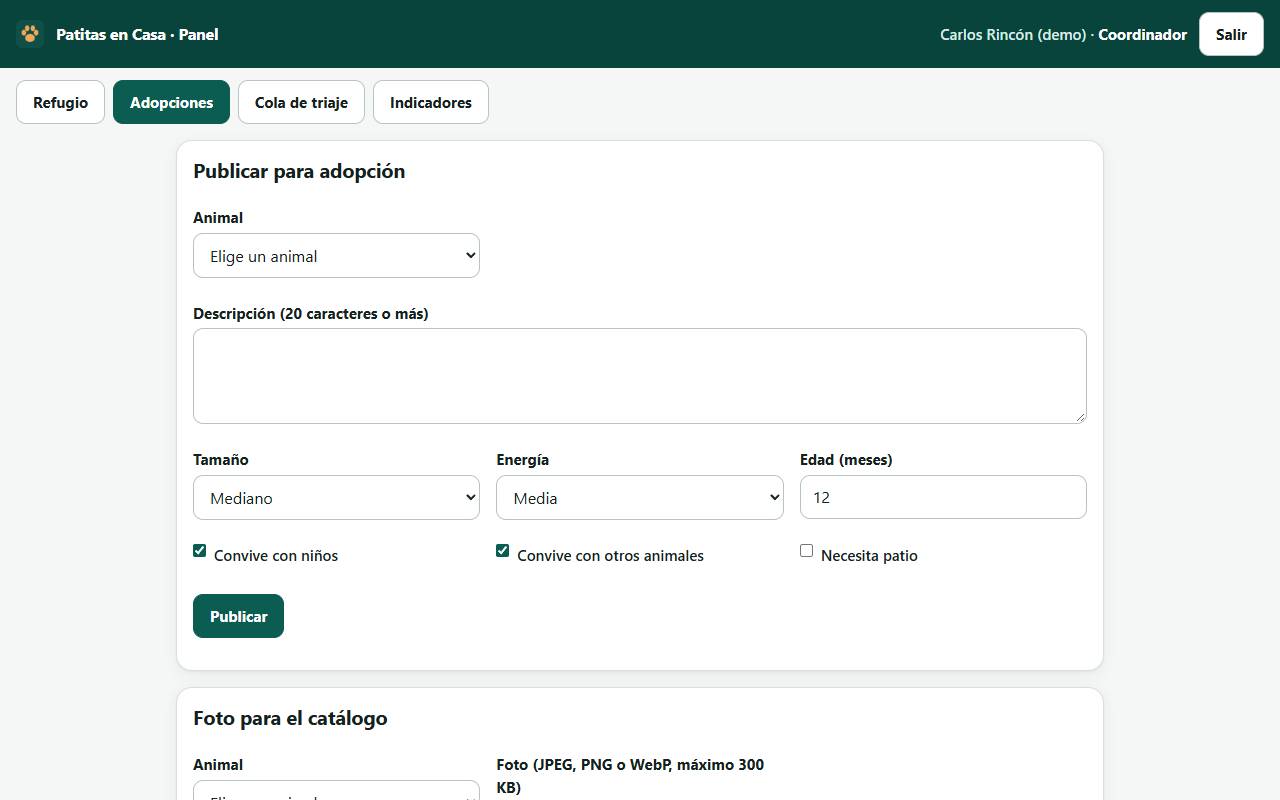 Patitas en Casa · Panel
Carlos Rincón (demo) · Coordinador
Salir
Refugio
Adopciones
Cola de triaje
Indicadores
Publicar para adopción
Animal
Elige un animal
Descripción (20 caracteres o más)
Tamaño
Energía
Edad (meses)
Mediano
Media
12
Convive con niños
Convive con otros animales
Necesita patio
Publicar
Foto para el catálogo
Animal
Foto (JPEG, PNG o WebP, máximo 300
KB)